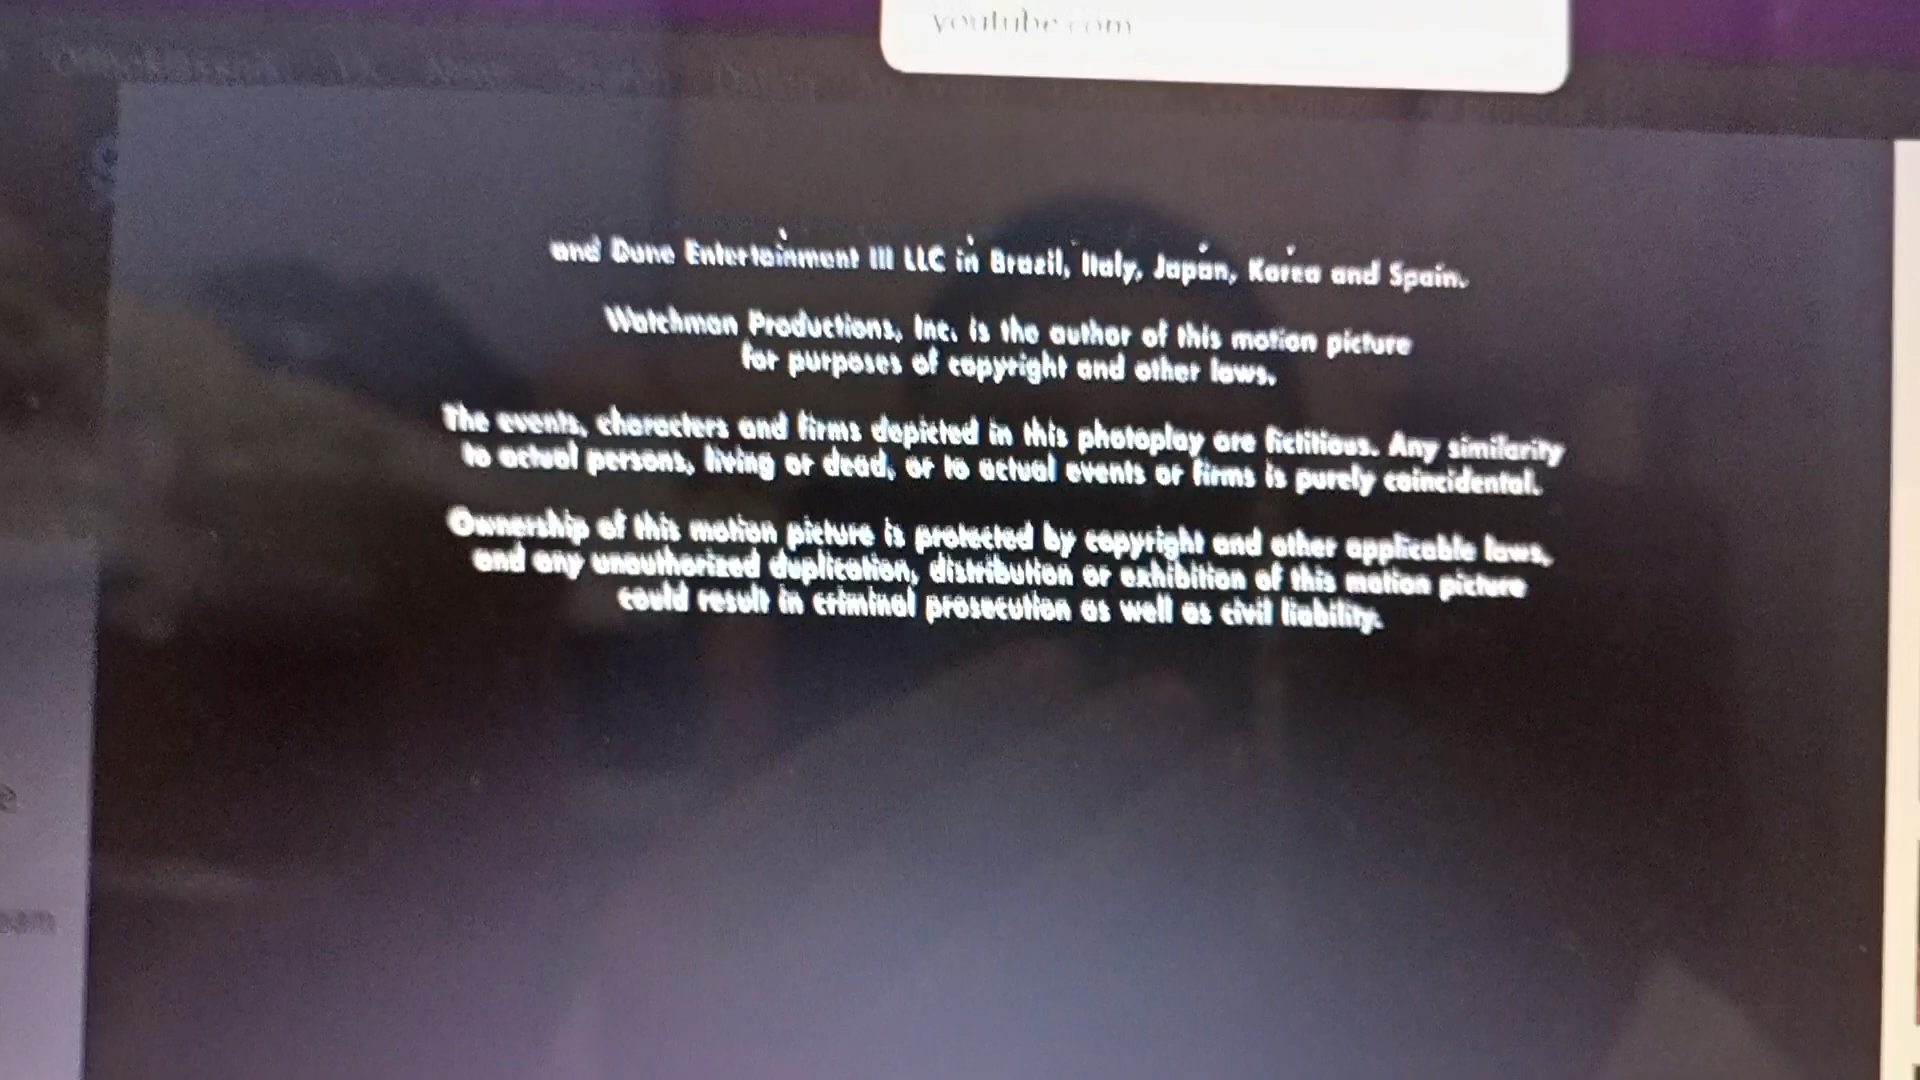 youtube.com
and Dune Entertainment III LLC in Brazil, Italy, Japan, Korea and Spain.
Watchman Productions, Inc. is the author of this motion picture
for purposes of copyright and other laws.
The events, characters and firms depicted in this photoplay are fictitious. Any similarity
to actual persons, living or dead, or to actual events or firms is purely coincidental.
Ownership of this motion picture is protected by copyright and other applicable laws,
and any unauthorized duplication, distribution or exhibition of this motion picture
could result in criminal prosecution as well as civil liability.